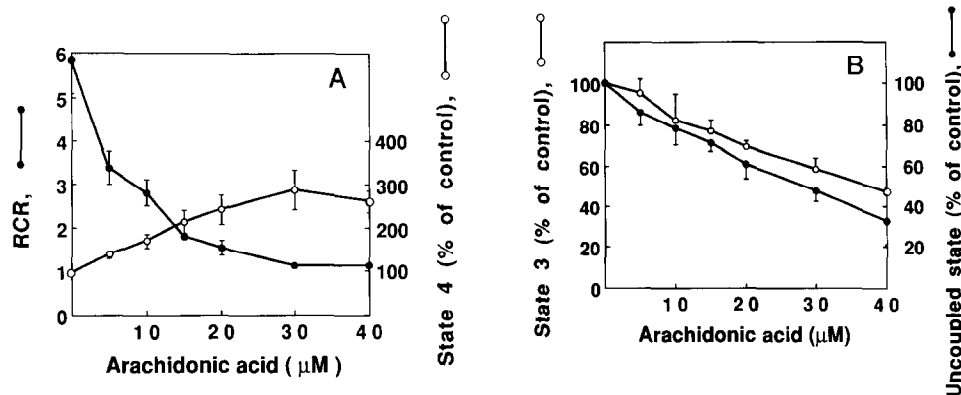 RCR,
6
5
4
3
2
1
0
A
400
300
200
100
10 20 30 40
Arachidonic acid ( μM )
State 4 (% of control),
State 3 (% of control),
100
80
60
40
20
0
B
100
80
60
40
20
10 20 30 40
Arachidonic acid (μM)
Uncoupled state (% of control),